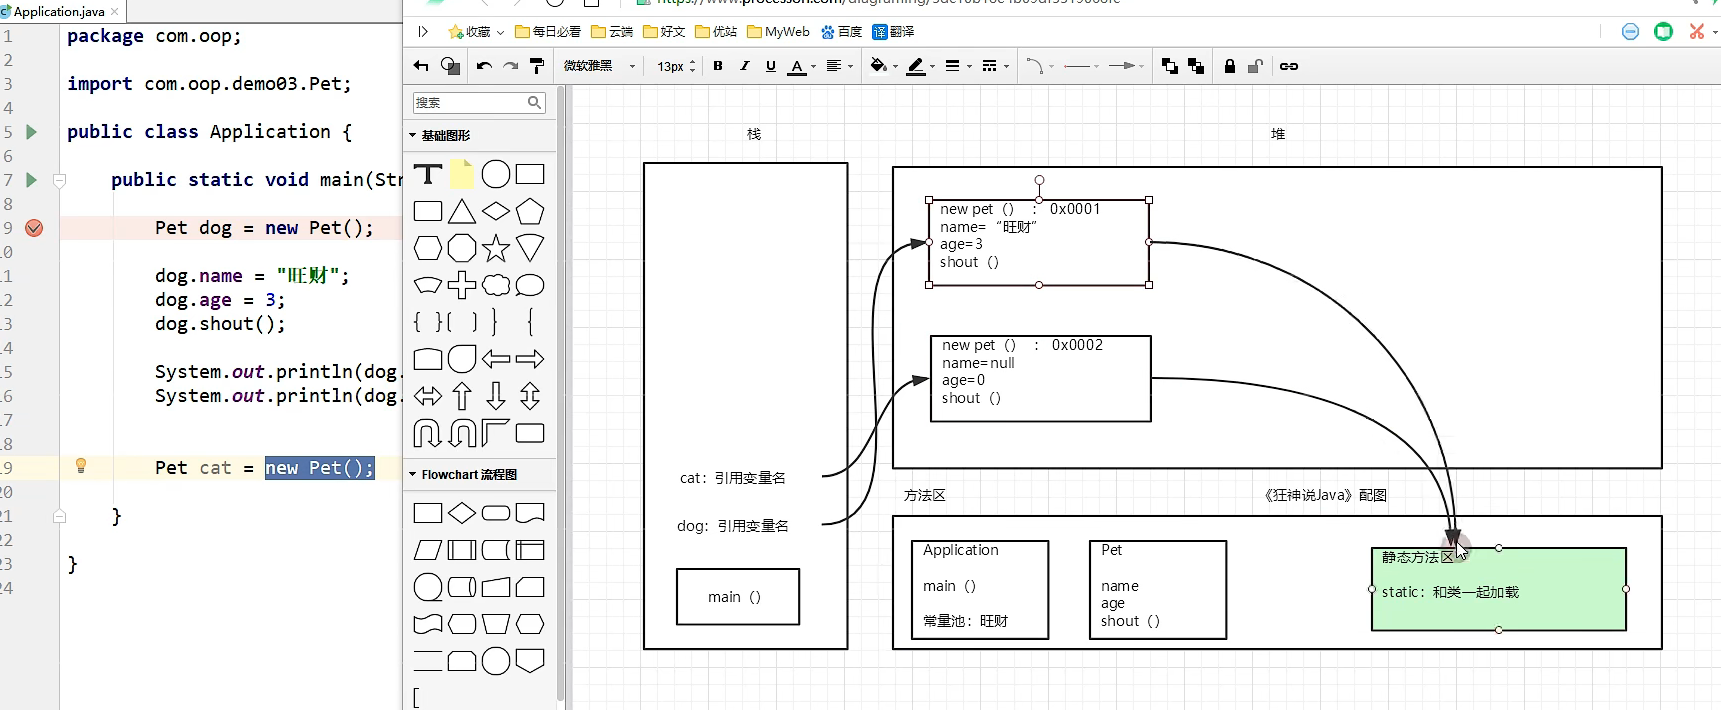 Application.java
https://www.processon.com/diagraming/
收藏 每日必看 云端 好文 优站 MyWeb 百度 译 翻译
微软雅黑 13px B I U A
搜索
基础图形
Flowchart 流程图
1 package com.oop;
2
3 import com.oop.demo03.Pet;
4
5 public class Application {
6
7 public static void main(Str
8
9 Pet dog = new Pet();
10
11 dog.name = "旺财";
12 dog.age = 3;
13 dog.shout();
14
15 System.out.println(dog.
16 System.out.println(dog.
17
18
19 Pet cat = new Pet();
20
21 }
22
23 }
24
栈
cat：引用变量名
dog：引用变量名
main（）
堆
new pet（） ： 0x0001
name= “旺财”
age=3
shout（）
new pet（） ： 0x0002
name=null
age=0
shout（）
方法区
《狂神说Java》配图
Application
main（）
常量池：旺财
Pet
name
age
shout（）
静态方法区
static：和类一起加载